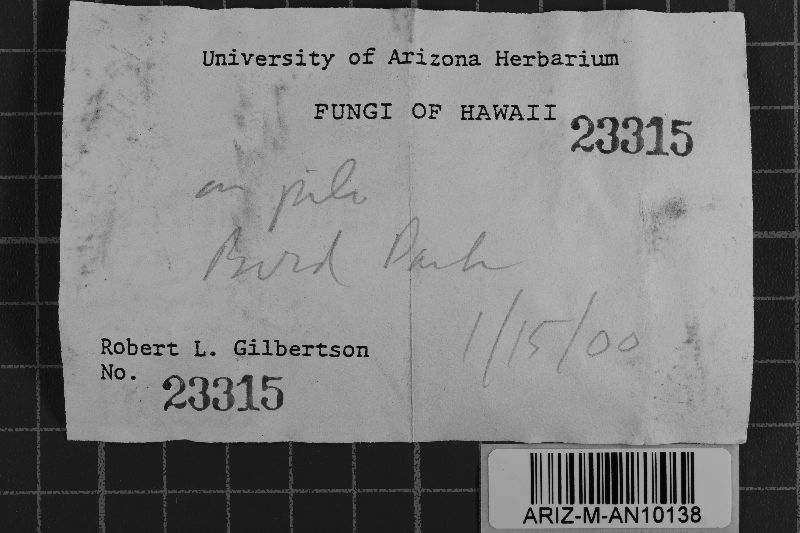 University of Arizona Herbarium
FUNGI OF HAWAII
23315
on pilo
Bird Park
1/15/00
Robert L. Gilbertson
No. 23315
ARIZ-M-AN10138